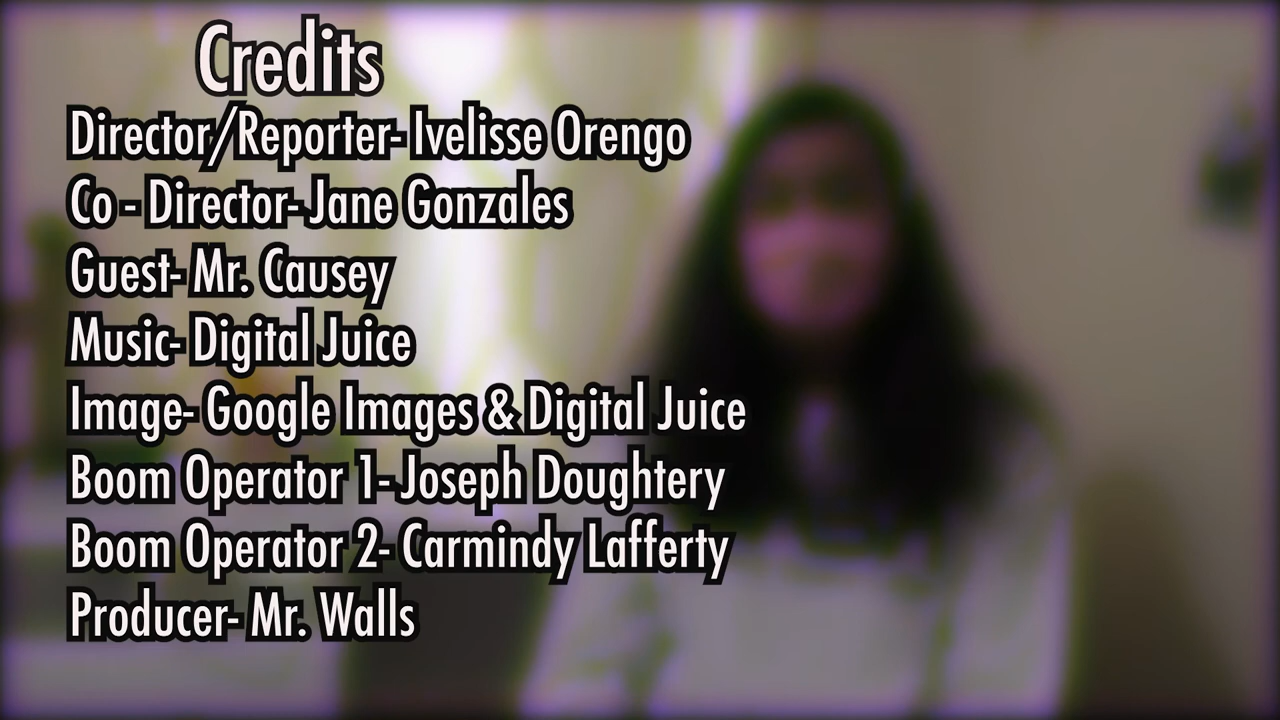 Credits
Director/Reporter- Ivelisse Orengo
Co - Director- Jane Gonzales
Guest- Mr. Causey
Music- Digital Juice
Image- Google Images & Digital Juice
Boom Operator 1- Joseph Doughtery
Boom Operator 2- Carmindy Lafferty
Producer- Mr. Walls